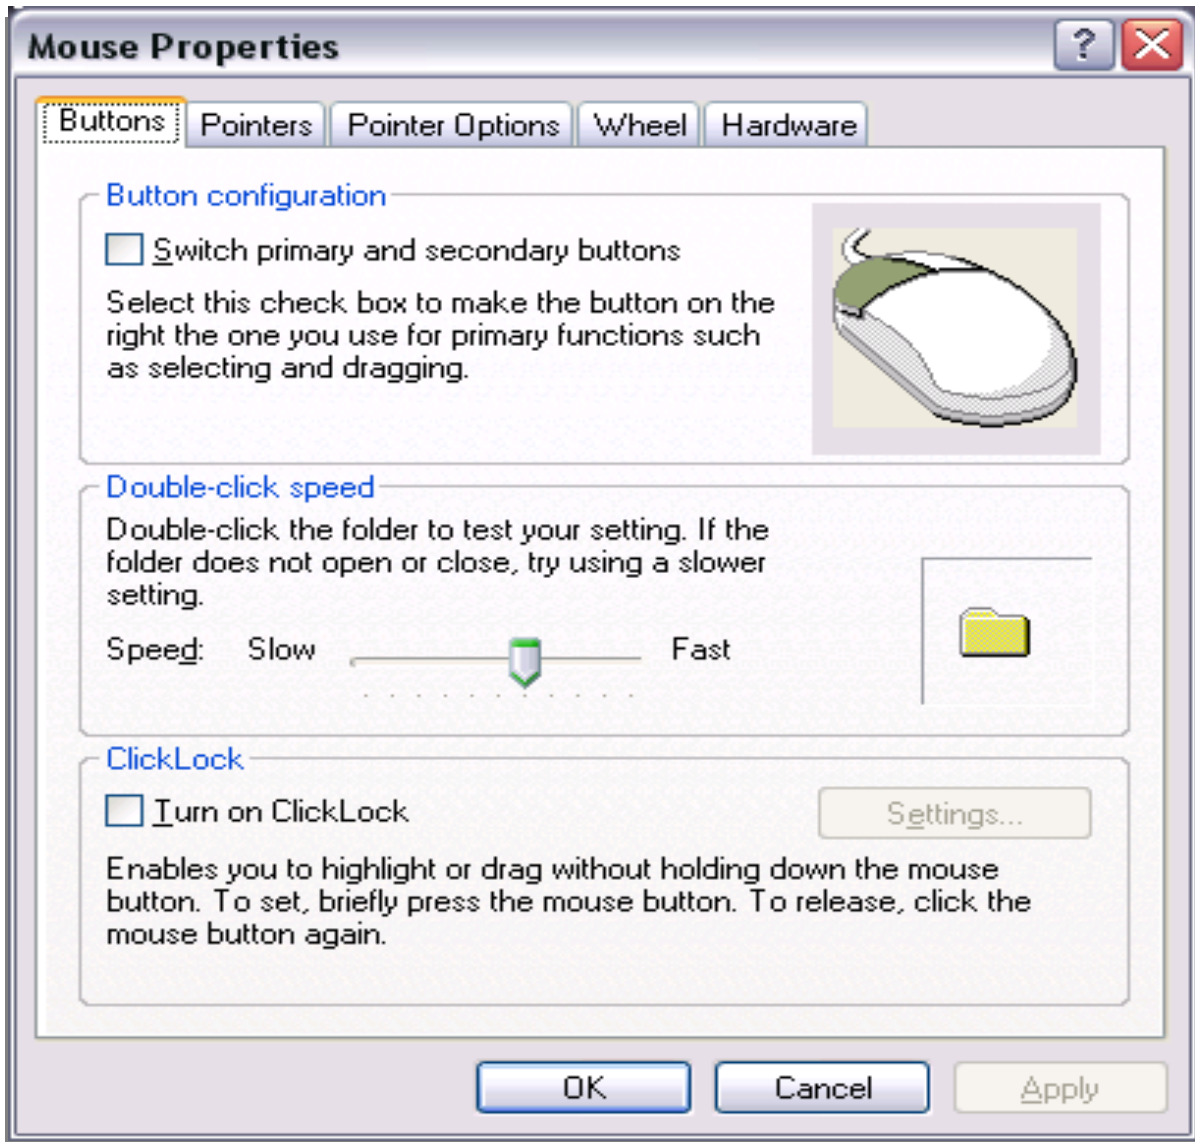 Mouse Properties
?
Buttons Pointers Pointer Options Wheel Hardware
Button configuration
Switch primary and secondary buttons
Select this check box to make the button on the
right the one you use for primary functions such
as selecting and dragging.
Double-click speed
Double-click the folder to test your setting. If the
folder does not open or close, try using a slower
setting.
Speed: Slow Fast
ClickLock
Turn on ClickLock Settings...
Enables you to highlight or drag without holding down the mouse
button. To set, briefly press the mouse button. To release, click the
mouse button again.
OK Cancel Apply